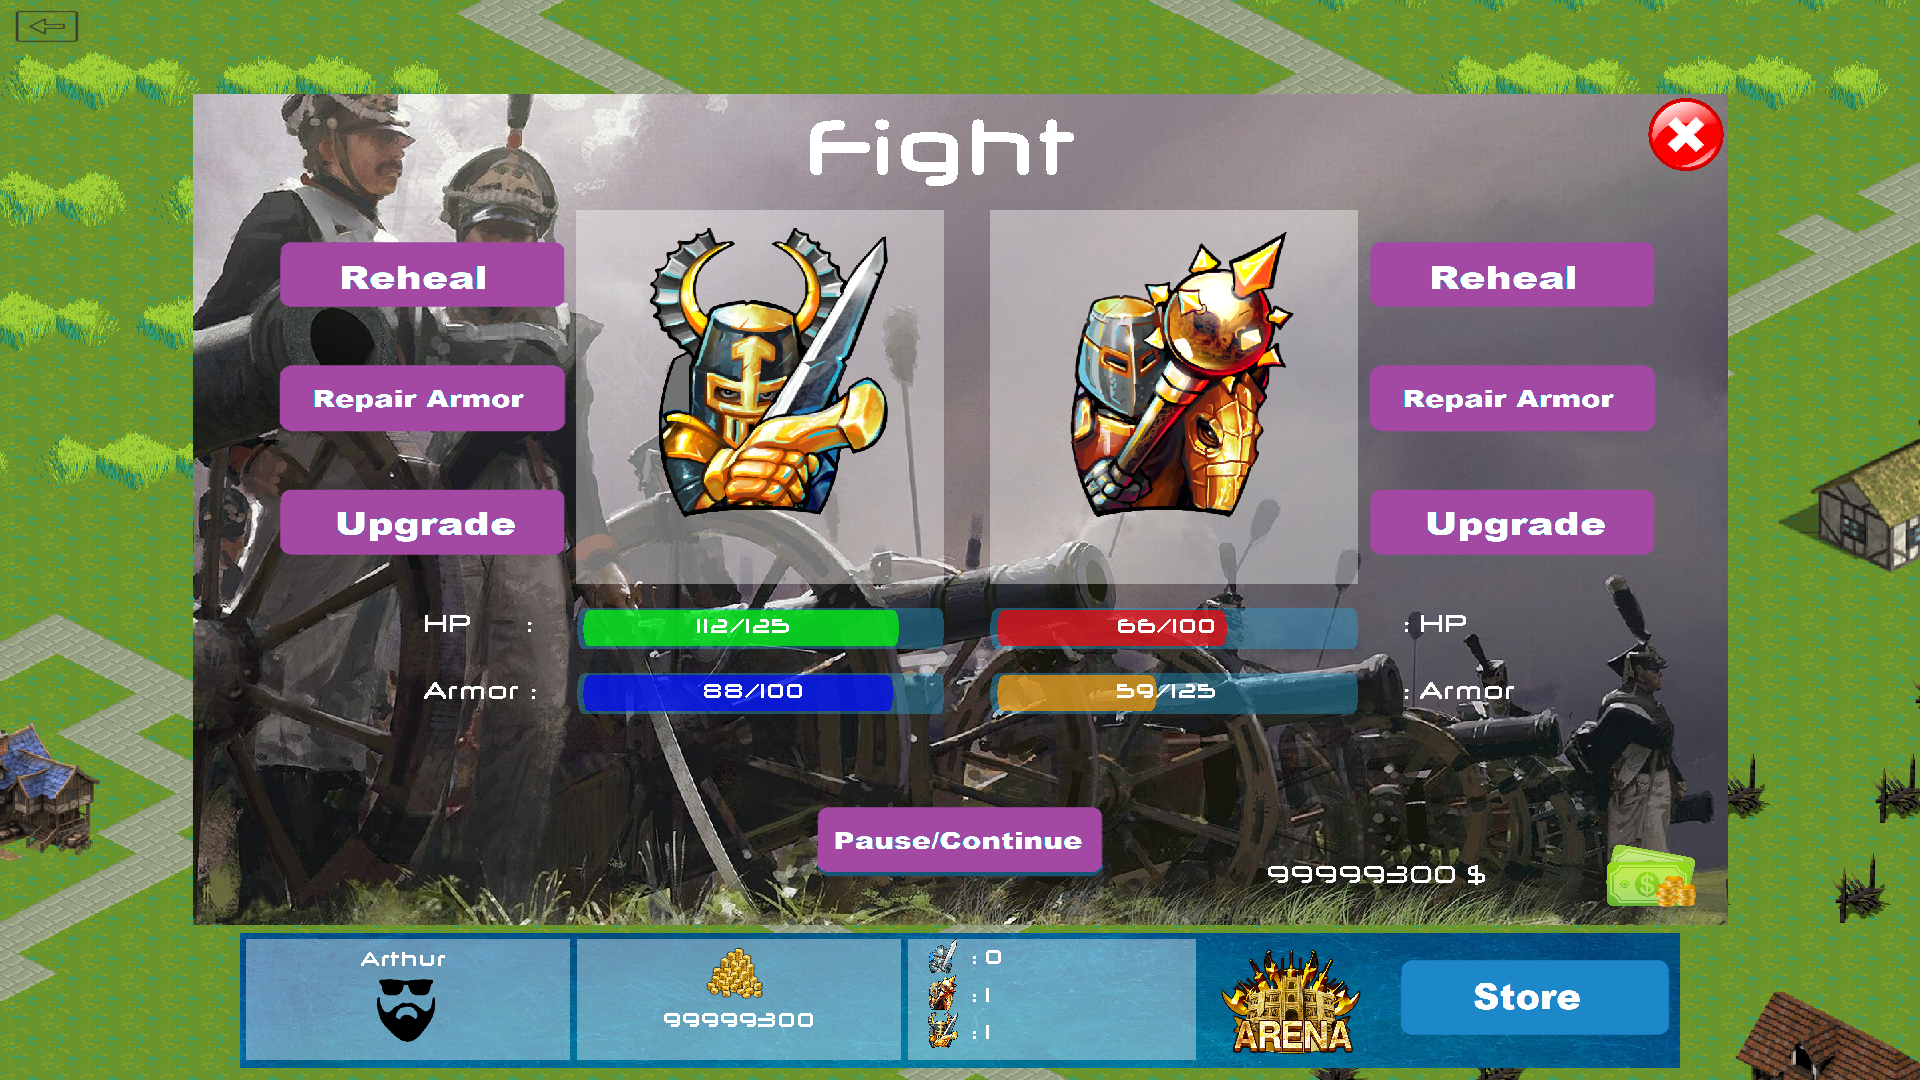 Fight
Reheal
Reheal
Repair Armor
Repair Armor
Upgrade
Upgrade
HP :
112/125
66/100
: HP
Armor :
88/100
59/125
: Armor
Pause/Continue
99999300 $
Arthur
99999300
: 0
: 1
: 1
ARENA
Store